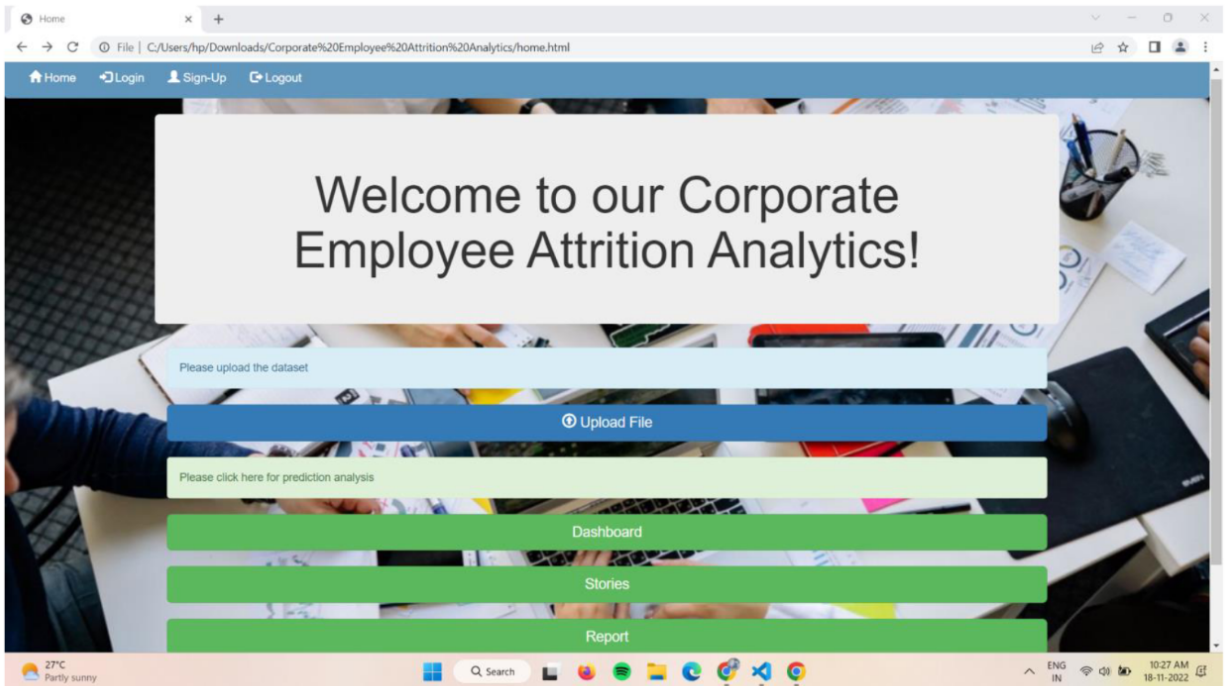 Home
File | C:/Users/hp/Downloads/Corporate%20Employee%20Attrition%20Analytics/home.html
Home Login Sign-Up Logout
Welcome to our Corporate
Employee Attrition Analytics!
Please upload the dataset
Upload File
Please click here for prediction analysis
Dashboard
Stories
Report
27°C
Partly sunny
Search
ENG
IN
10:27 AM
18-11-2022